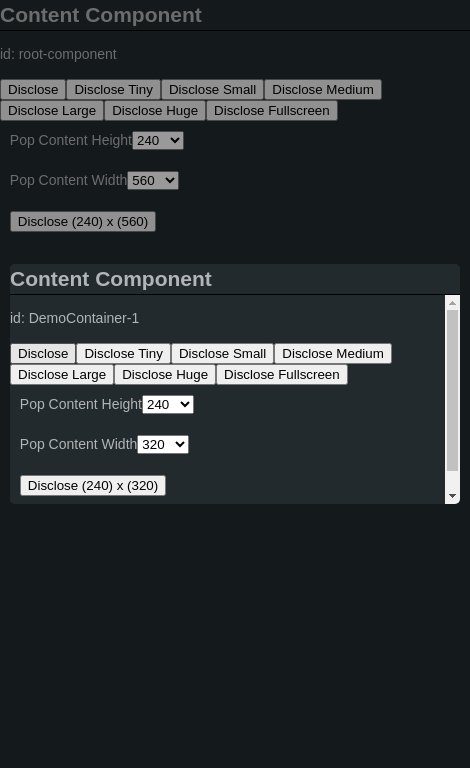 Content Component
id: root-component
Disclose Disclose Tiny Disclose Small Disclose Medium
Disclose Large Disclose Huge Disclose Fullscreen
Pop Content Height 240
Pop Content Width 560
Disclose (240) x (560)
Content Component
id: DemoContainer-1
Disclose Disclose Tiny Disclose Small Disclose Medium
Disclose Large Disclose Huge Disclose Fullscreen
Pop Content Height 240
Pop Content Width 320
Disclose (240) x (320)